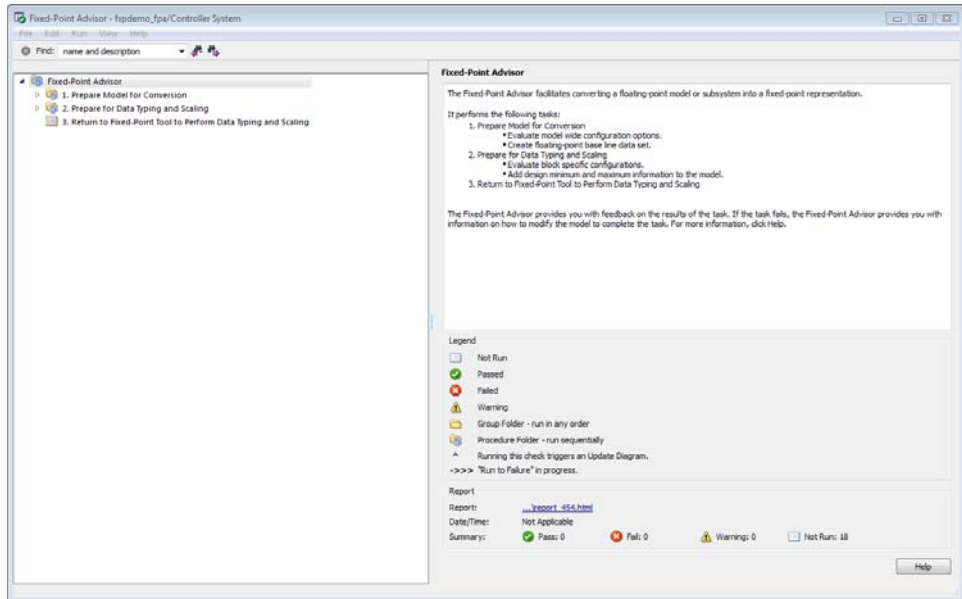 Fixed-Point Advisor - fxpdemo_fpa/Controller System
File Edit Run View Help
Find: name and description
Fixed-Point Advisor
1. Prepare Model for Conversion
2. Prepare for Data Typing and Scaling
3. Return to Fixed-Point Tool to Perform Data Typing and Scaling
Fixed-Point Advisor
The Fixed-Point Advisor facilitates converting a floating-point model or subsystem into a fixed-point representation.
It performs the following tasks:
1. Prepare Model for Conversion
• Evaluate model wide configuration options.
• Create floating-point base line data set.
2. Prepare for Data Typing and Scaling
• Evaluate block specific configurations.
• Add design minimum and maximum information to the model.
3. Return to Fixed-Point Tool to Perform Data Typing and Scaling
The Fixed-Point Advisor provides you with feedback on the results of the task. If the task fails, the Fixed-Point Advisor provides you with
information on how to modify the model to complete the task. For more information, click Help.
Legend
Not Run
Passed
Failed
Warning
Group Folder - run in any order
Procedure Folder - run sequentially
^ Running this check triggers an Update Diagram.
->>> "Run to Failure" in progress.
Report
Report: ...\report_454.html
Date/Time: Not Applicable
Summary: Pass: 0 Fail: 0 Warning: 0 Not Run: 18
Help